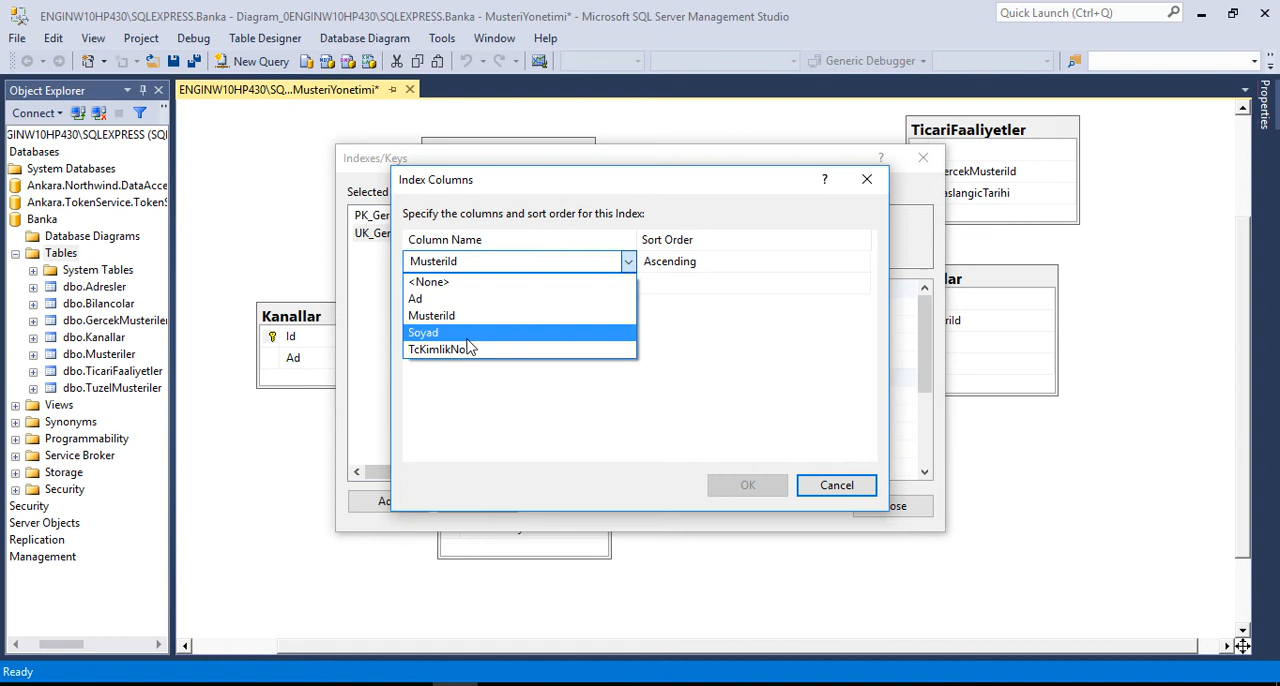 ENGINW10HP430\SQLEXPRESS.Banka - Diagram_0ENGINW10HP430\SQLEXPRESS.Banka - MusteriYonetimi* - Microsoft SQL Server Management Studio
Quick Launch (Ctrl+Q)
File Edit View Project Debug Table Designer Database Diagram Tools Window Help
New Query
Generic Debugger
Object Explorer
ENGINW10HP430\SQ...MusteriYonetimi*
Properties
Connect
GINW10HP430\SQLEXPRESS (SQ
Databases
System Databases
Ankara.Northwind.DataAcce
Ankara.TokenService.TokenS
Banka
Database Diagrams
Tables
System Tables
dbo.Adresler
dbo.Bilancolar
dbo.GercekMusteriler
dbo.Kanallar
dbo.Musteriler
dbo.TicariFaaliyetler
dbo.TuzelMusteriler
Views
Synonyms
Programmability
Service Broker
Storage
Security
Security
Server Objects
Replication
Management
Kanallar
Id
Ad
TicariFaaliyetler
ercekMusteriId
aslangicTarihi
lar
eriId
Indexes/Keys
?
Selected
PK_Ger
UK_Ger
Ad
ose
Index Columns
?
Specify the columns and sort order for this Index:
Column Name Sort Order
MusteriId Ascending
<None>
Ad
MusteriId
Soyad
TcKimlikNo
OK Cancel
Ready